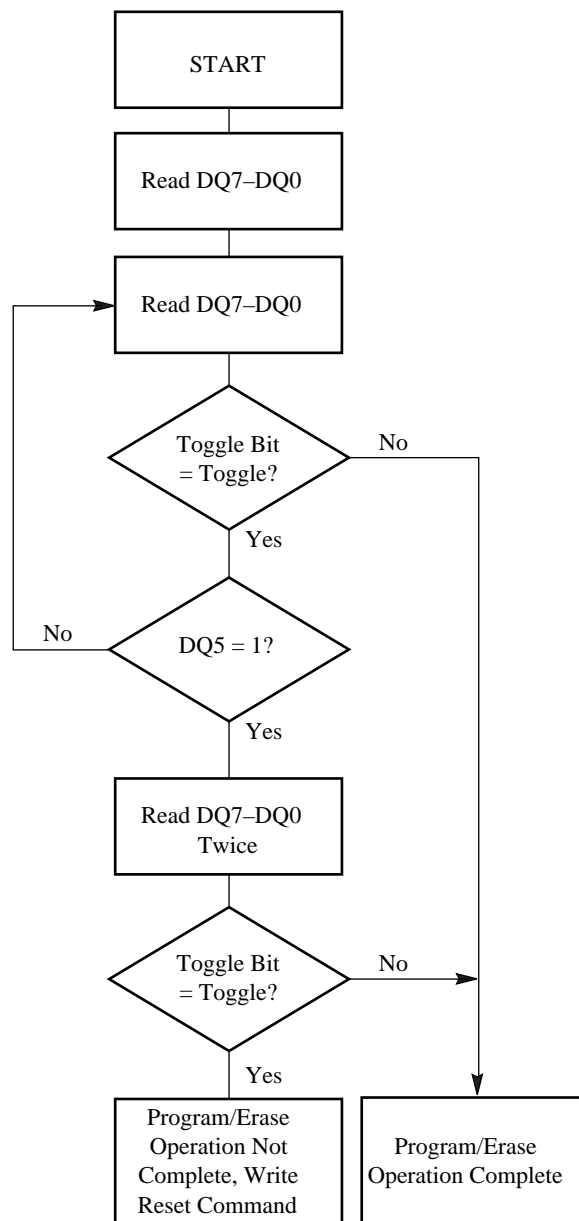 START
Read DQ7–DQ0
Read DQ7–DQ0
Toggle Bit
= Toggle?
No
Yes
No
DQ5 = 1?
Yes
Read DQ7–DQ0
Twice
Toggle Bit
= Toggle?
No
Yes
Program/Erase
Operation Not
Complete, Write
Reset Command
Program/Erase
Operation Complete